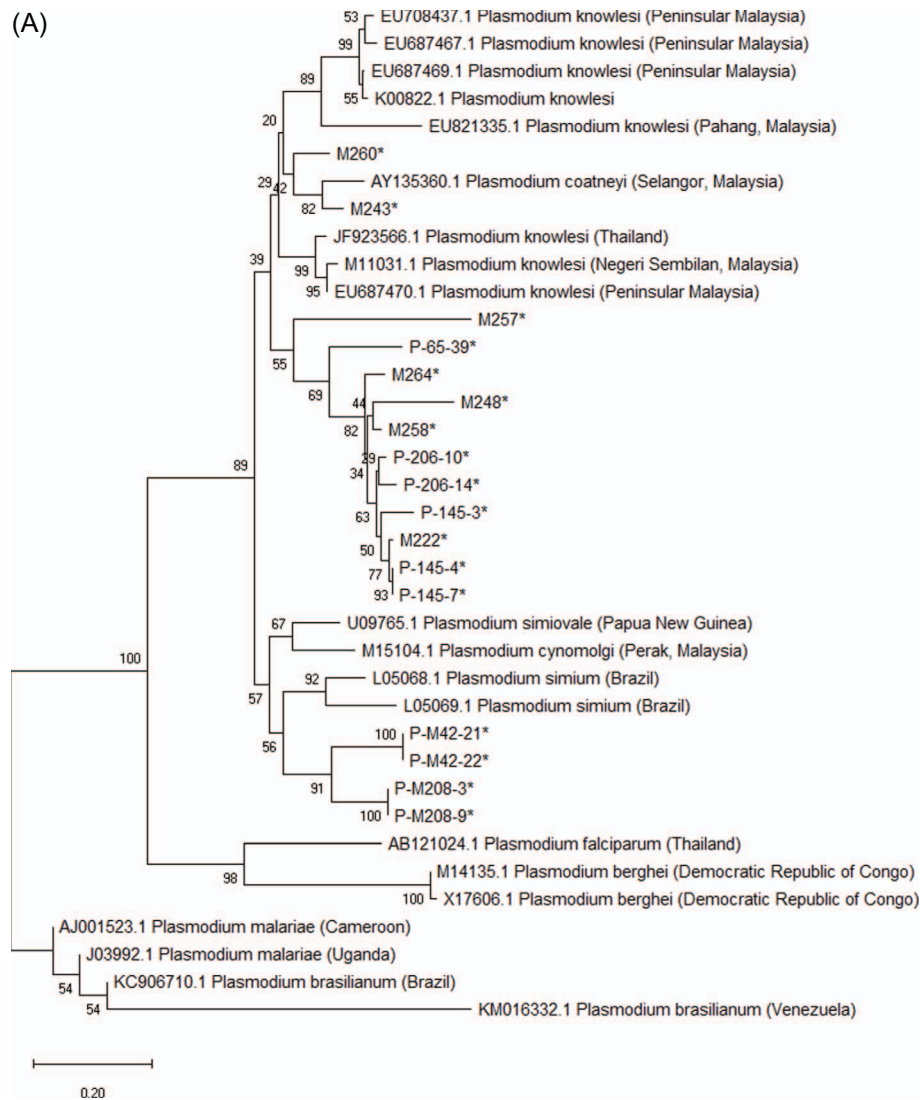 (A)
53
EU708437.1 Plasmodium knowlesi (Peninsular Malaysia)
99
EU687467.1 Plasmodium knowlesi (Peninsular Malaysia)
EU687469.1 Plasmodium knowlesi (Peninsular Malaysia)
89
55
K00822.1 Plasmodium knowlesi
20
EU821335.1 Plasmodium knowlesi (Pahang, Malaysia)
M260*
29
42
AY135360.1 Plasmodium coatneyi (Selangor, Malaysia)
82
M243*
JF923566.1 Plasmodium knowlesi (Thailand)
39
99
M11031.1 Plasmodium knowlesi (Negeri Sembilan, Malaysia)
95
EU687470.1 Plasmodium knowlesi (Peninsular Malaysia)
M257*
55
P-65-39*
69
M264*
44
M248*
82
M258*
29
P-206-10*
89
34
P-206-14*
63
P-145-3*
50
M222*
77
P-145-4*
93
P-145-7*
67
U09765.1 Plasmodium simiovale (Papua New Guinea)
M15104.1 Plasmodium cynomolgi (Perak, Malaysia)
100
92
L05068.1 Plasmodium simium (Brazil)
57
L05069.1 Plasmodium simium (Brazil)
56
100
P-M42-21*
P-M42-22*
91
P-M208-3*
100
P-M208-9*
AB121024.1 Plasmodium falciparum (Thailand)
98
M14135.1 Plasmodium berghei (Democratic Republic of Congo)
100
X17606.1 Plasmodium berghei (Democratic Republic of Congo)
AJ001523.1 Plasmodium malariae (Cameroon)
J03992.1 Plasmodium malariae (Uganda)
54
KC906710.1 Plasmodium brasilianum (Brazil)
54
KM016332.1 Plasmodium brasilianum (Venezuela)
0.20